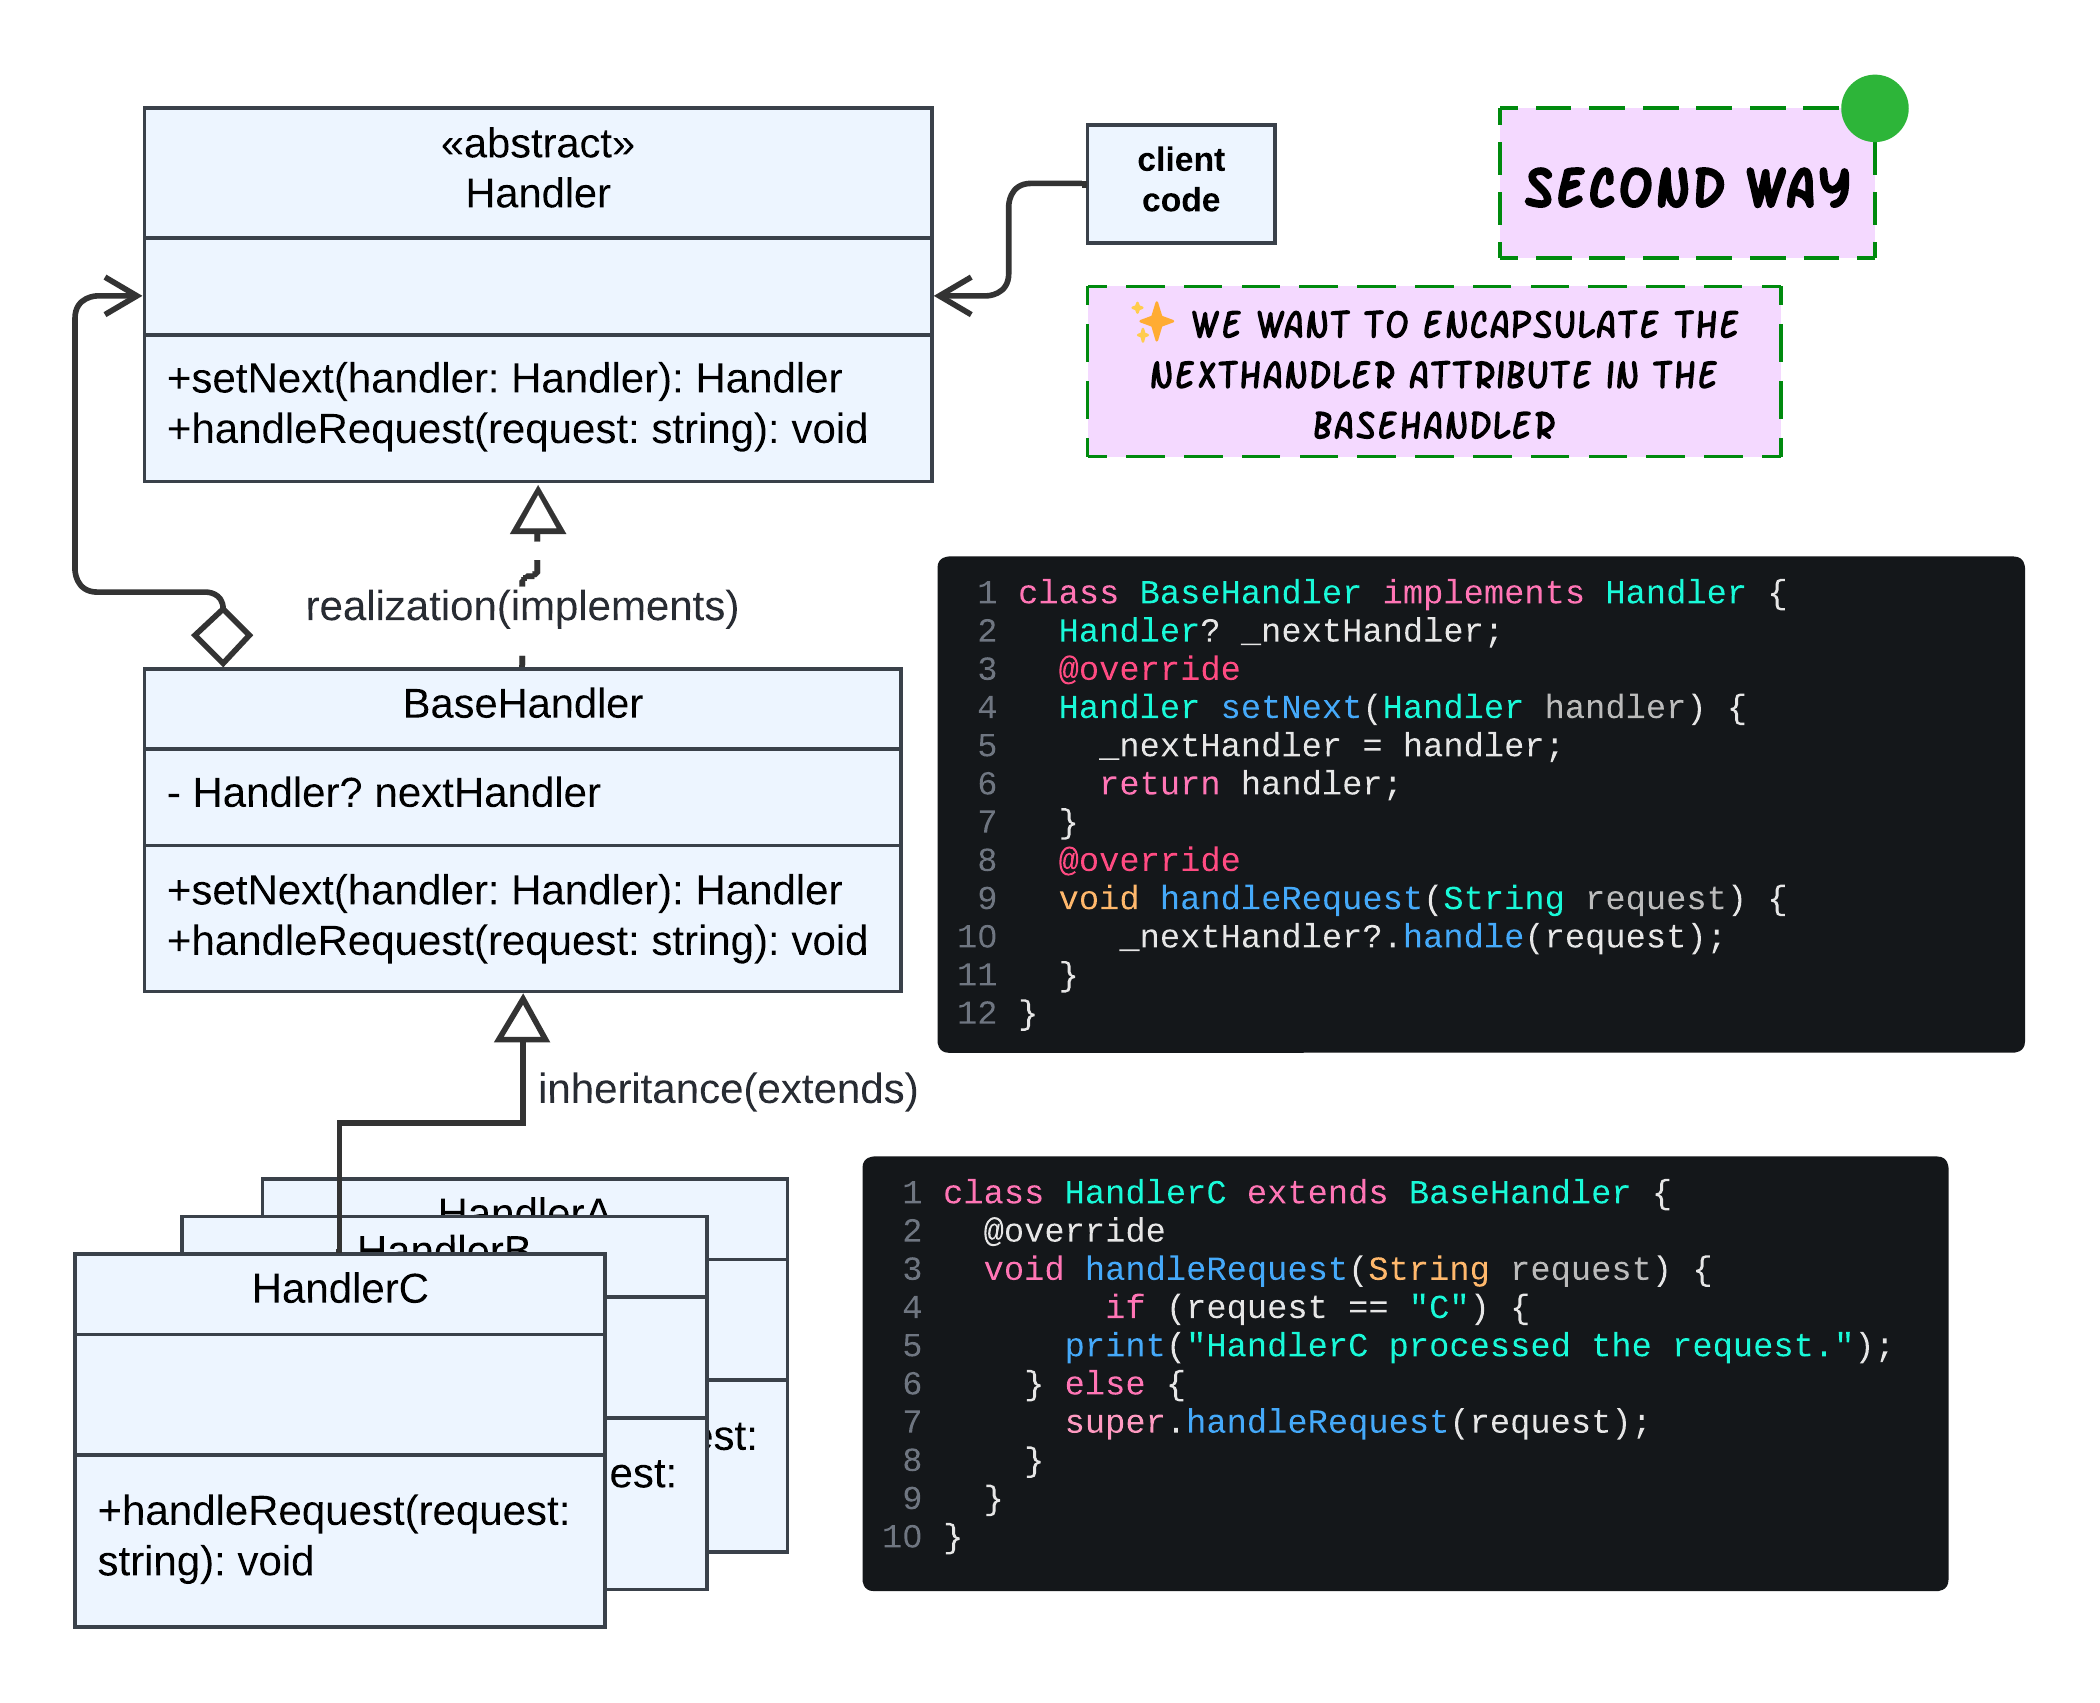 «abstract»
Handler
+setNext(handler: Handler): Handler
+handleRequest(request: string): void
client
code
SECOND WAY
✨ WE WANT TO ENCAPSULATE THE
NEXTHANDLER ATTRIBUTE IN THE
BASEHANDLER
realization(implements)
BaseHandler
- Handler? nextHandler
+setNext(handler: Handler): Handler
+handleRequest(request: string): void
1 class BaseHandler implements Handler {
2   Handler? _nextHandler;
3   @override
4   Handler setNext(Handler handler) {
5     _nextHandler = handler;
6     return handler;
7   }
8   @override
9   void handleRequest(String request) {
10      _nextHandler?.handle(request);
11   }
12 }
inheritance(extends)
HandlerA
HandlerB
HandlerC
est:
est:
+handleRequest(request:
string): void
1 class HandlerC extends BaseHandler {
2   @override
3   void handleRequest(String request) {
4         if (request == "C") {
5       print("HandlerC processed the request.");
6     } else {
7       super.handleRequest(request);
8     }
9   }
10 }